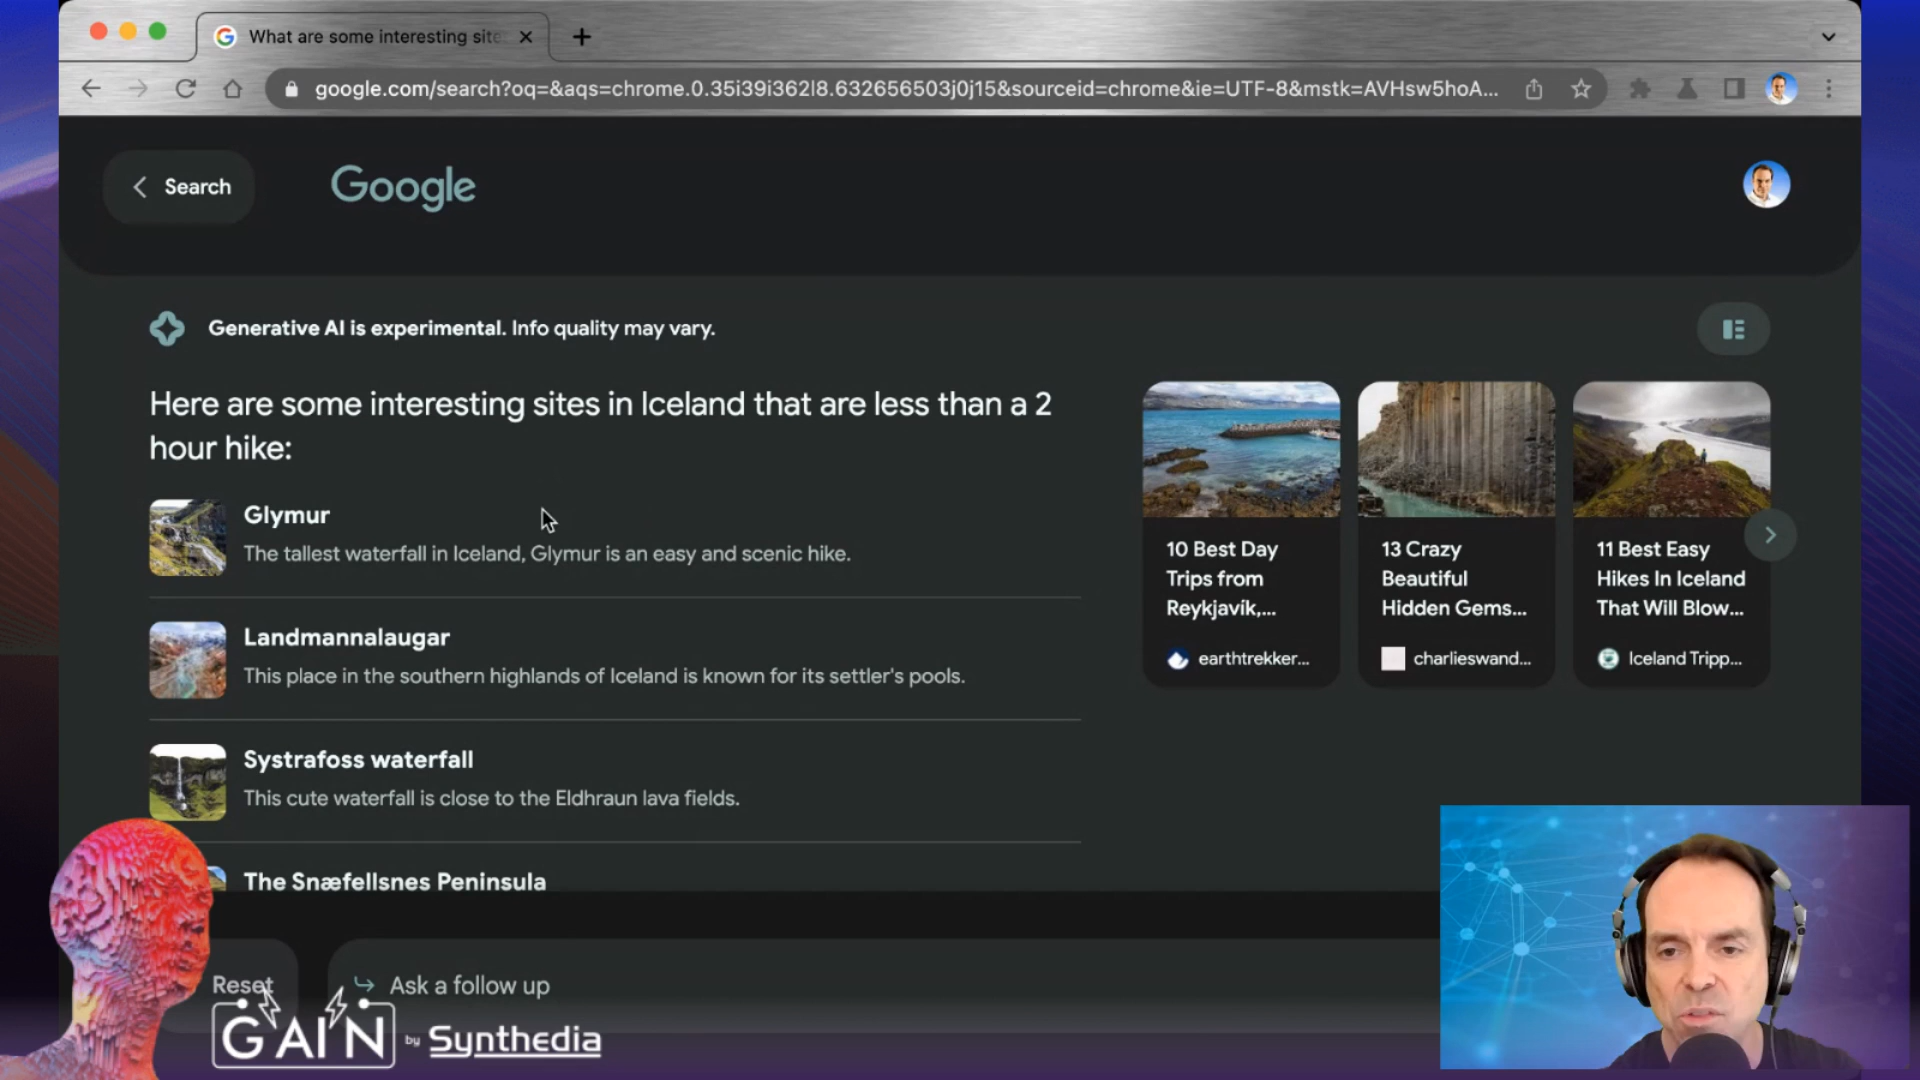 What are some interesting site
google.com/search?oq=&aqs=chrome.0.35i39i362l8.632656503j0j15&sourceid=chrome&ie=UTF-8&mstk=AVHsw5hoA...
Search
Google
Generative AI is experimental. Info quality may vary.
Here are some interesting sites in Iceland that are less than a 2
hour hike:
Glymur
The tallest waterfall in Iceland, Glymur is an easy and scenic hike.
Landmannalaugar
This place in the southern highlands of Iceland is known for its settler's pools.
Systrafoss waterfall
This cute waterfall is close to the Eldhraun lava fields.
The Snæfellsnes Peninsula
10 Best Day
Trips from
Reykjavík,...
earthtrekker...
13 Crazy
Beautiful
Hidden Gems...
charlieswand...
11 Best Easy
Hikes In Iceland
That Will Blow...
Iceland Tripp...
Reset
Ask a follow up
GAIN by Synthedia